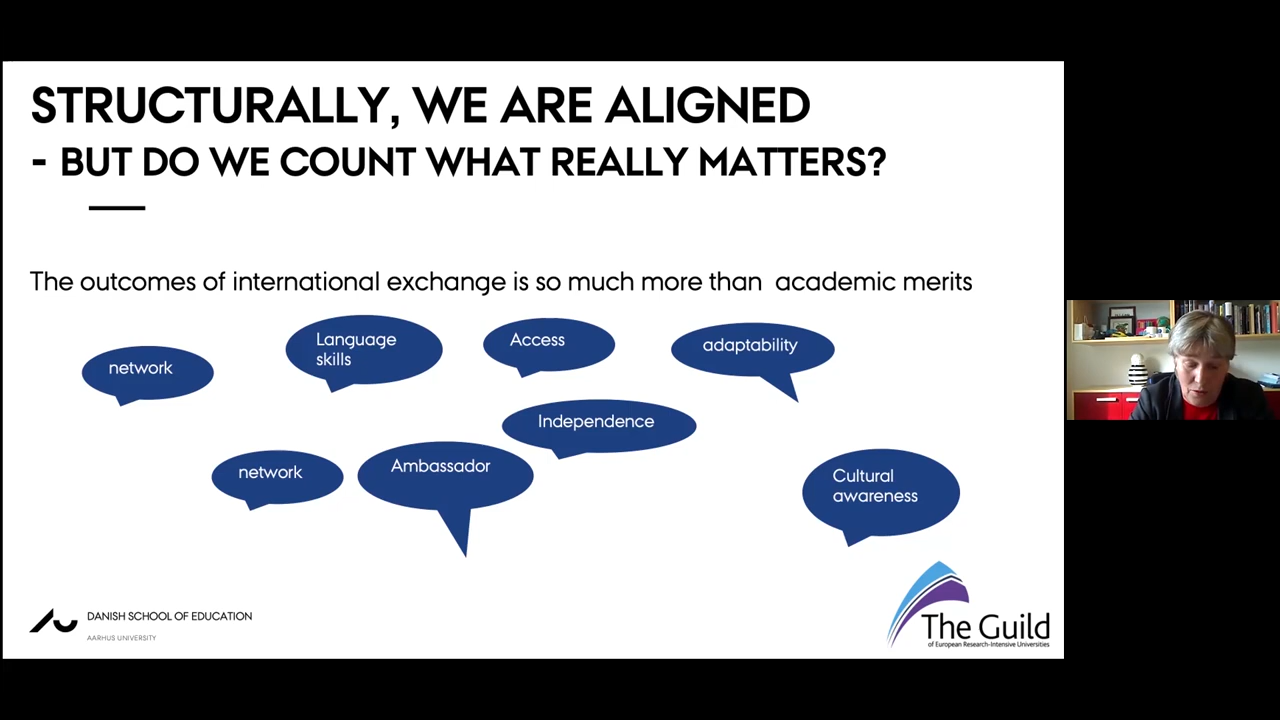 STRUCTURALLY, WE ARE ALIGNED
- BUT DO WE COUNT WHAT REALLY MATTERS?
The outcomes of international exchange is so much more than academic merits
network
Language
skills
Access
adaptability
Independence
network
Ambassador
Cultural
awareness
DANISH SCHOOL OF EDUCATION
AARHUS UNIVERSITY
The Guild
of European Research-Intensive Universities